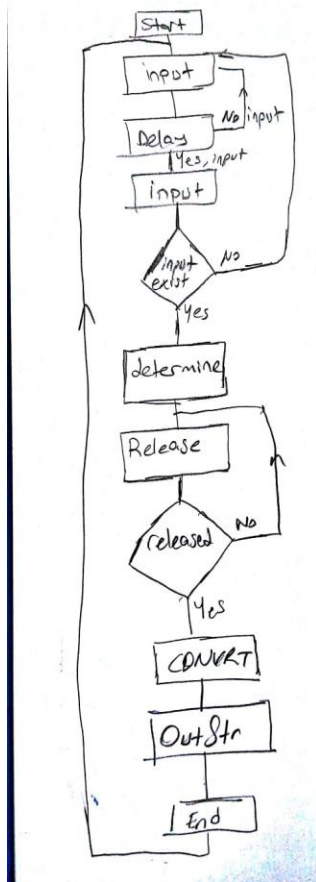 Start
input
No input
Delay
Yes, input
input
input
exist
No
Yes
determine
Release
released
No
Yes
CONVRT
OutStr
End